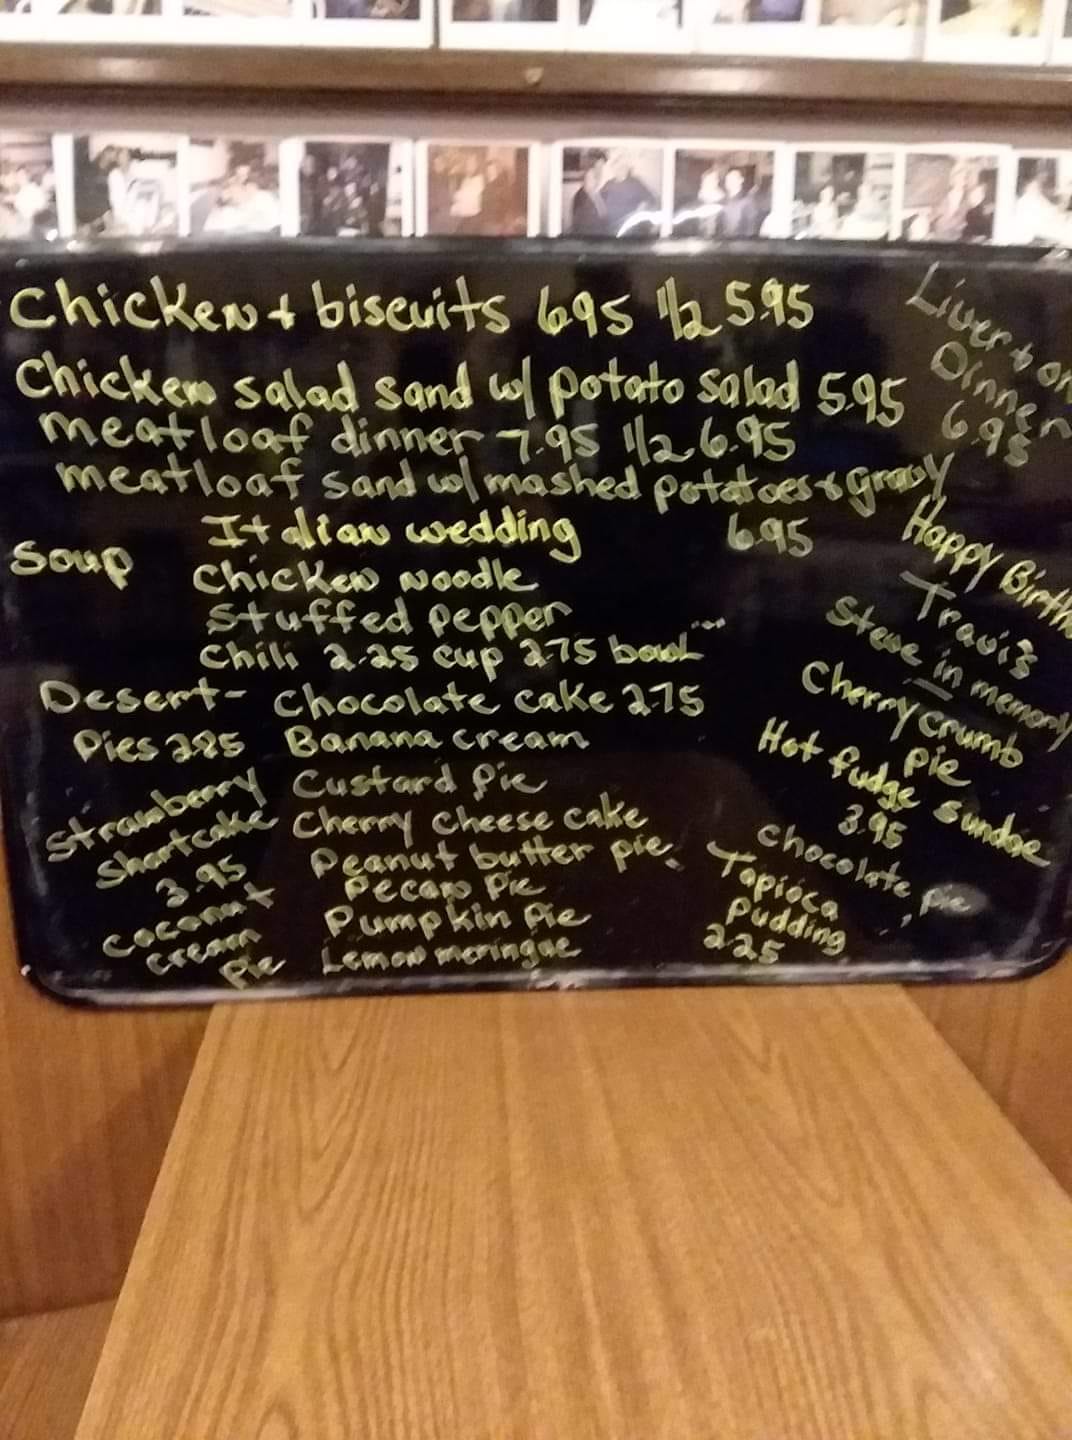 Chicken + biscuits 6.95 1/2 5.95
Liver + on
Dinner
6.95
Chicken salad sand w/ potato salad 5.95
meatloaf dinner 7.95 1/2 6.95
meatloaf sand w/ mashed potatoes + gravy
6.95
Soup
Italian wedding
Chicken noodle
Stuffed pepper
Chili 2.25 cup 2.75 bowl
Happy Birth
Travis
Steve in memory
Desert- Chocolate cake 2.75
Pies 2.25 Banana cream
Custard Pie
Cherry Cheese cake
Peanut butter pie
Pecan Pie
Pumpkin Pie
Lemon meringue
Strawberry
Shortcake
3.95
Coconut
cream
Pie
Cherry Crumb
Pie
Hot fudge sundae
3.95
Chocolate pie
Tapioca
Pudding
2.25